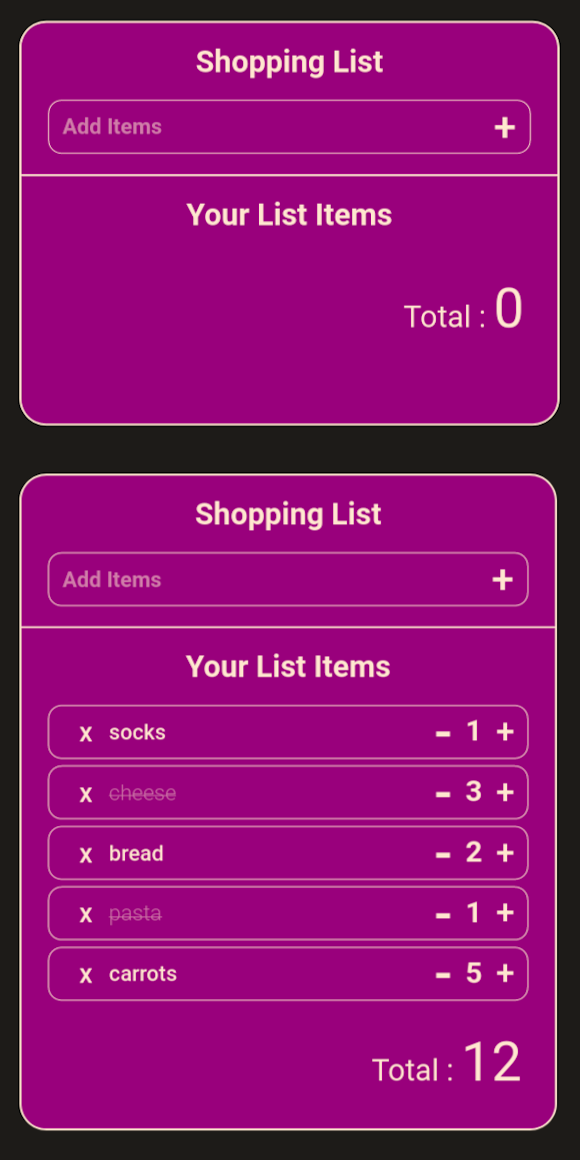 Shopping List
Add Items +
Your List Items
Total : 0
Shopping List
Add Items +
Your List Items
x socks - 1 +
x cheese - 3 +
x bread - 2 +
x pasta - 1 +
x carrots - 5 +
Total : 12